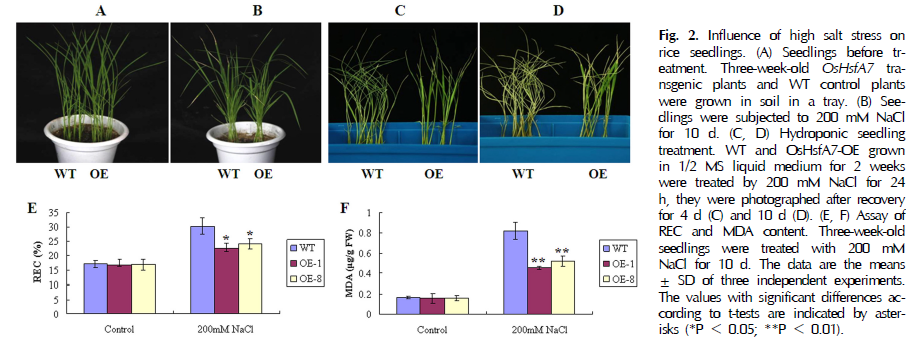 A
B
C
D
WT OE
WT OE
WT
OE
WT
OE
E
REC (%)
35
30
25
20
15
10
5
0
Control
200mM NaCl
*
*
WT
OE-1
OE-8
F
MDA (μg/g FW)
1
0.8
0.6
0.4
0.2
0
Control
200mM NaCl
**
**
WT
OE-1
OE-8
Fig. 2. Influence of high salt stress on
rice seedlings. (A) Seedlings before tr-
eatment. Three-week-old OsHsfA7 tra-
nsgenic plants and WT control plants
were grown in soil in a tray. (B) See-
dlings were subjected to 200 mM NaCl
for 10 d. (C, D) Hydroponic seedling
treatment. WT and OsHsfA7-OE grown
in 1/2 MS liquid medium for 2 weeks
were treated by 200 mM NaCl for 24
h, they were photographed after recovery
for 4 d (C) and 10 d (D). (E, F) Assay of
REC and MDA content. Three-week-old
seedlings were treated with 200 mM
NaCl for 10 d. The data are the means
± SD of three independent experiments.
The values with significant differences ac-
cording to t-tests are indicated by aster-
isks (*P < 0.05; **P < 0.01).